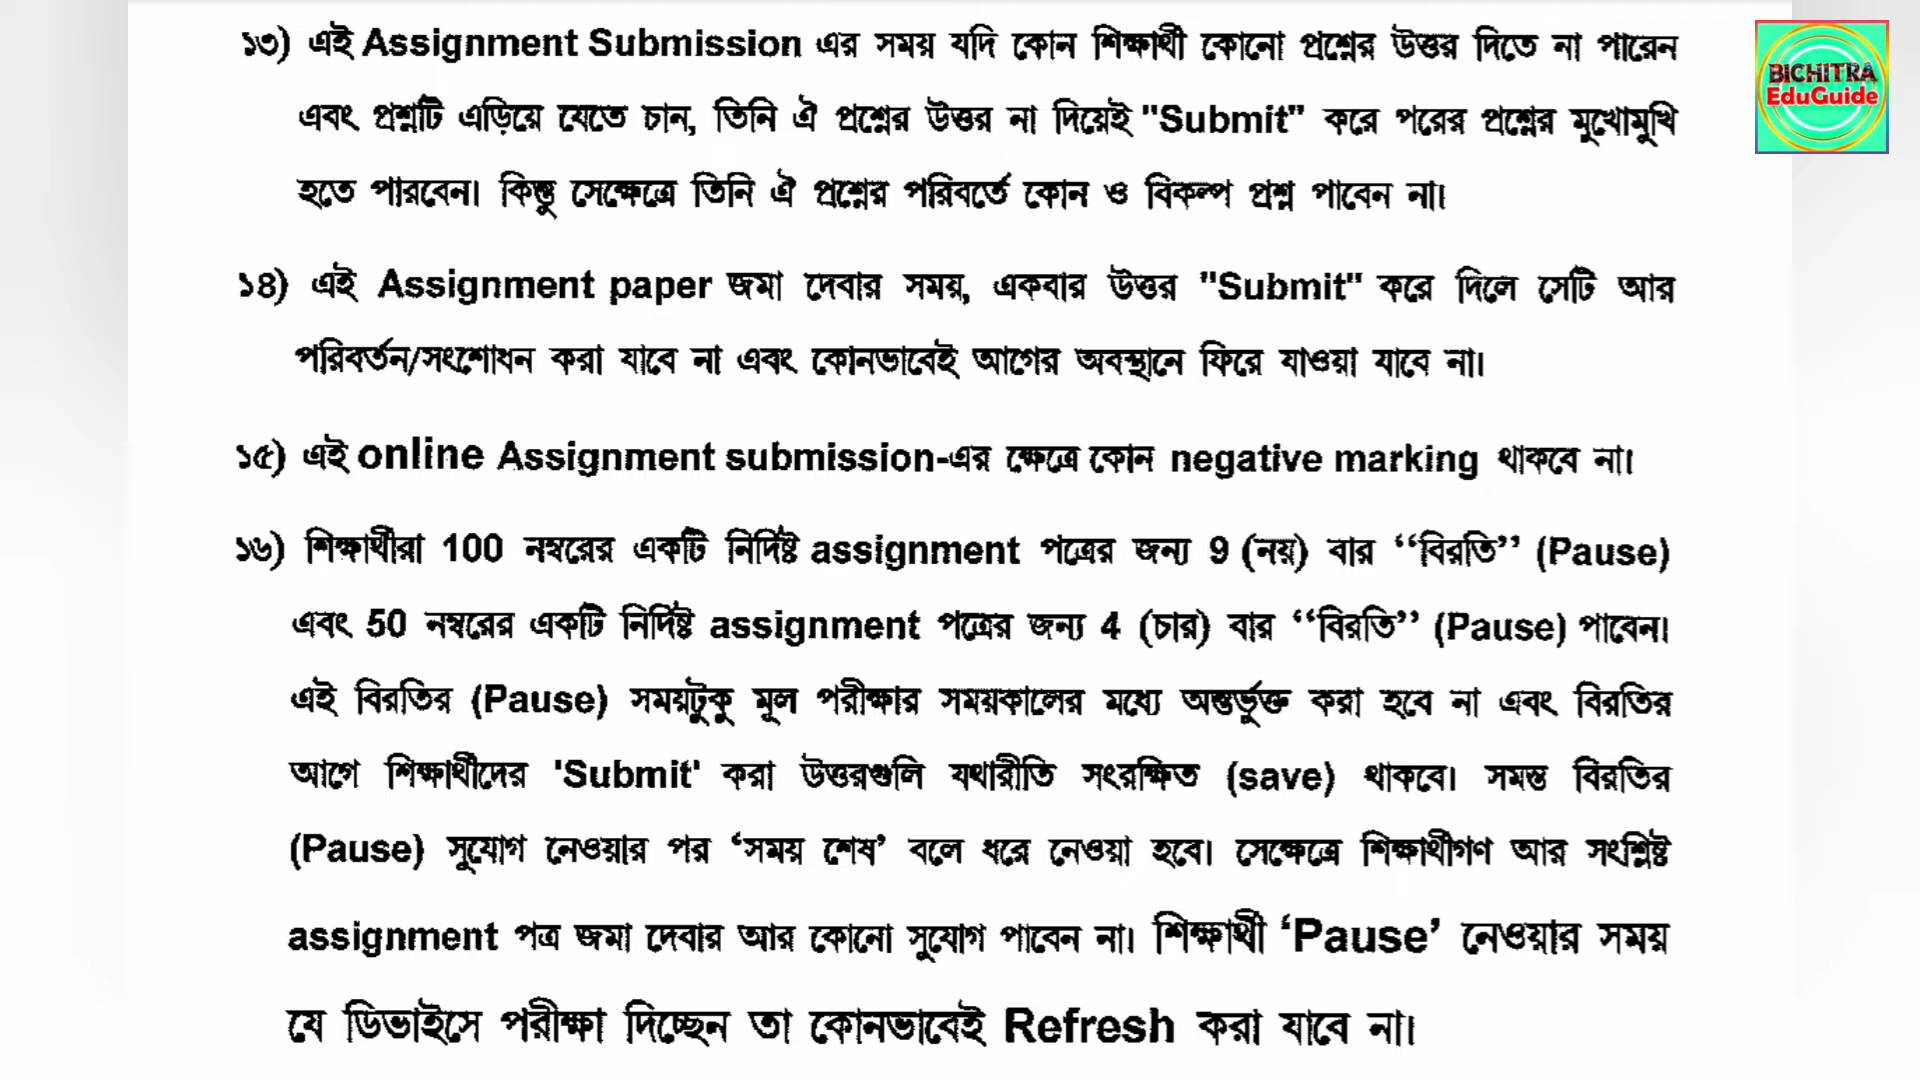 ১৩) এই Assignment Submission এর সময় যদি কোন শিক্ষার্থী কোনো প্রশ্নের উত্তর দিতে না পারেন
এবং প্রশ্নটি এড়িয়ে যেতে চান, তিনি ঐ প্রশ্নের উত্তর না দিয়েই "Submit" করে পরের প্রশ্নের মুখোমুখি
হতে পারবেন। কিন্তু সেক্ষেত্রে তিনি ঐ প্রশ্নের পরিবর্তে কোন ও বিকল্প প্রশ্ন পাবেন না।
১৪) এই Assignment paper জমা দেবার সময়, একবার উত্তর "Submit" করে দিলে সেটি আর
পরিবর্তন/সংশোধন করা যাবে না এবং কোনভাবেই আগের অবস্থানে ফিরে যাওয়া যাবে না।
১৫) এই online Assignment submission-এর ক্ষেত্রে কোন negative marking থাকবে না।
১৬) শিক্ষার্থীরা 100 নম্বরের একটি নির্দিষ্ট assignment পত্রের জন্য 9 (নয়) বার ‘‘বিরতি’’ (Pause)
এবং 50 নম্বরের একটি নির্দিষ্ট assignment পত্রের জন্য 4 (চার) বার ‘‘বিরতি’’ (Pause) পাবেন।
এই বিরতির (Pause) সময়টুকু মূল পরীক্ষার সময়কালের মধ্যে অন্তর্ভুক্ত করা হবে না এবং বিরতির
আগে শিক্ষার্থীদের 'Submit' করা উত্তরগুলি যথারীতি সংরক্ষিত (save) থাকবে। সমস্ত বিরতির
(Pause) সুযোগ নেওয়ার পর ‘সময় শেষ’ বলে ধরে নেওয়া হবে। সেক্ষেত্রে শিক্ষার্থীগণ আর সংশ্লিষ্ট
assignment পত্র জমা দেবার আর কোনো সুযোগ পাবেন না। শিক্ষার্থী ‘Pause’ নেওয়ার সময়
যে ডিভাইসে পরীক্ষা দিচ্ছেন তা কোনভাবেই Refresh করা যাবে না।
BICHITRA
EduGuide